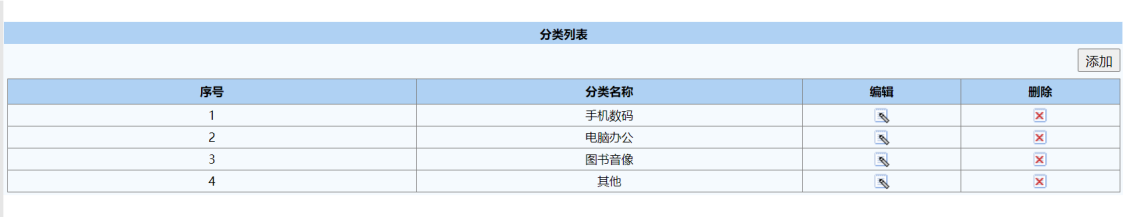 分类列表
添加
序号 分类名称 编辑 删除
1 手机数码
2 电脑办公
3 图书音像
4 其他